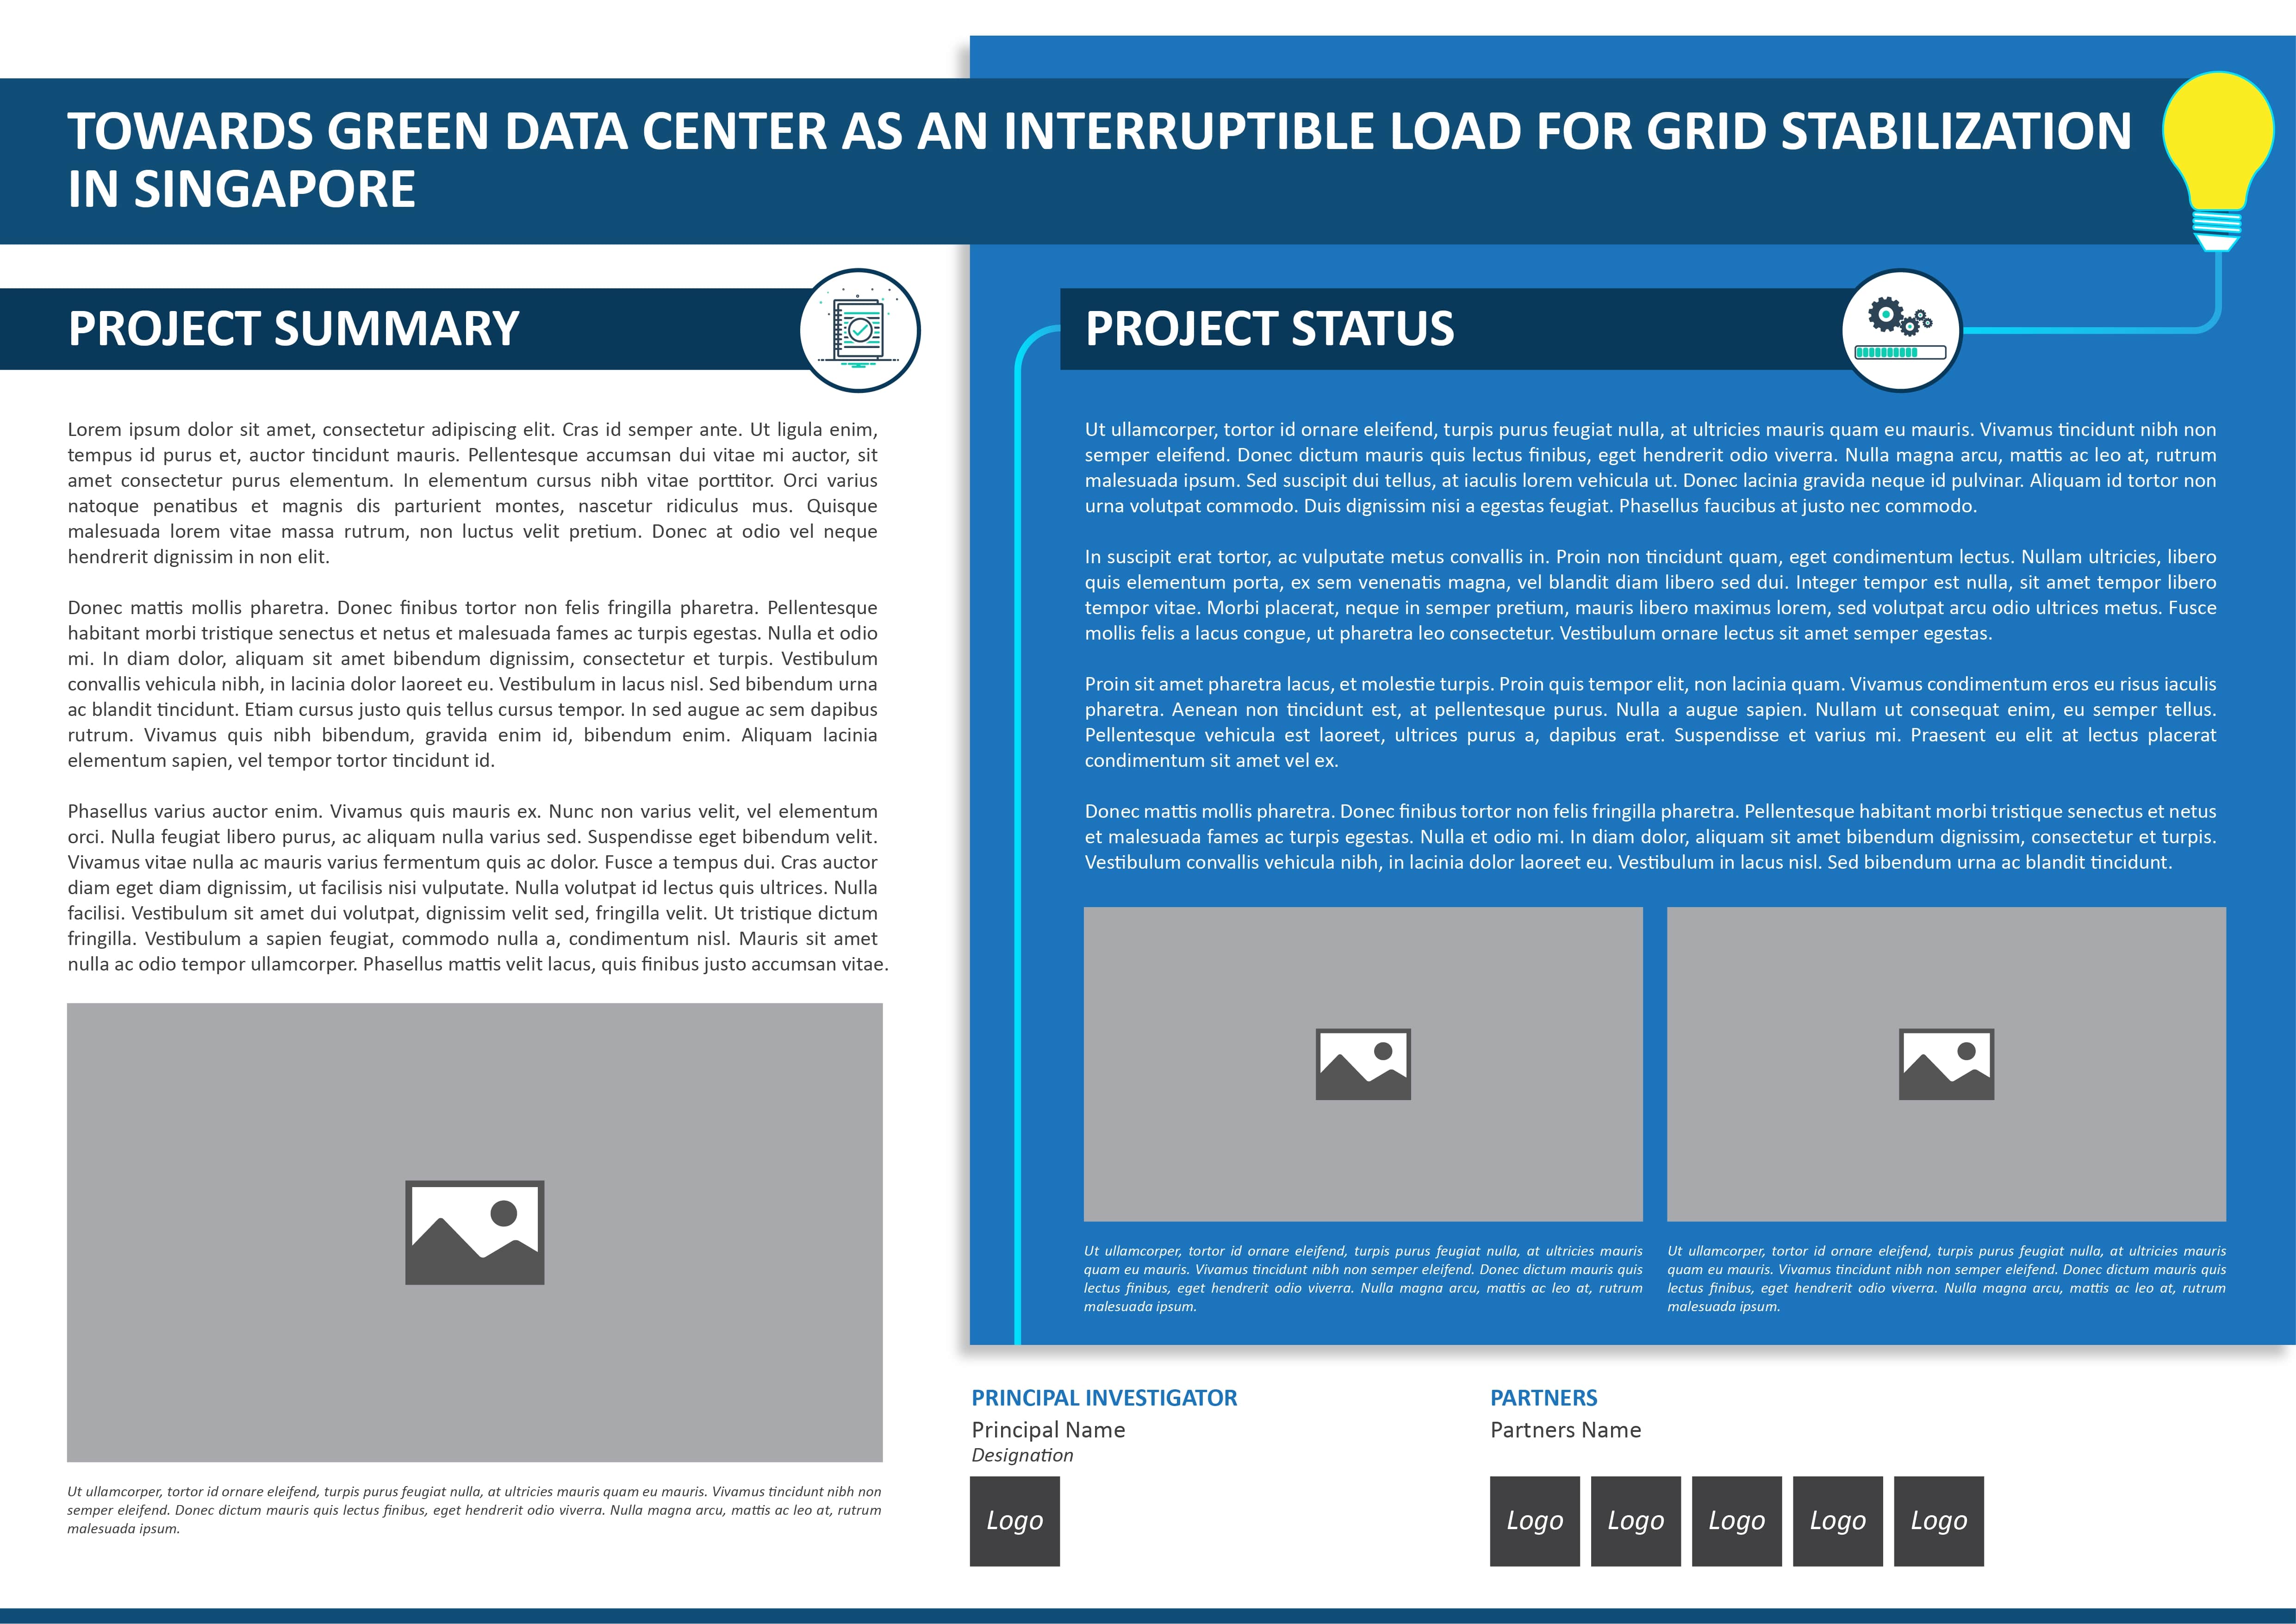 TOWARDS GREEN DATA CENTER AS AN INTERRUPTIBLE LOAD FOR GRID STABILIZATION
IN SINGAPORE
PROJECT SUMMARY
Lorem ipsum dolor sit amet, consectetur adipiscing elit. Cras id semper ante. Ut ligula enim,
tempus id purus et, auctor tincidunt mauris. Pellentesque accumsan dui vitae mi auctor, sit
amet consectetur purus elementum. In elementum cursus nibh vitae porttitor. Orci varius
natoque penatibus et magnis dis parturient montes, nascetur ridiculus mus. Quisque
malesuada lorem vitae massa rutrum, non luctus velit pretium. Donec at odio vel neque
hendrerit dignissim in non elit.
Donec mattis mollis pharetra. Donec finibus tortor non felis fringilla pharetra. Pellentesque
habitant morbi tristique senectus et netus et malesuada fames ac turpis egestas. Nulla et odio
mi. In diam dolor, aliquam sit amet bibendum dignissim, consectetur et turpis. Vestibulum
convallis vehicula nibh, in lacinia dolor laoreet eu. Vestibulum in lacus nisl. Sed bibendum urna
ac blandit tincidunt. Etiam cursus justo quis tellus cursus tempor. In sed augue ac sem dapibus
rutrum. Vivamus quis nibh bibendum, gravida enim id, bibendum enim. Aliquam lacinia
elementum sapien, vel tempor tortor tincidunt id.
Phasellus varius auctor enim. Vivamus quis mauris ex. Nunc non varius velit, vel elementum
orci. Nulla feugiat libero purus, ac aliquam nulla varius sed. Suspendisse eget bibendum velit.
Vivamus vitae nulla ac mauris varius fermentum quis ac dolor. Fusce a tempus dui. Cras auctor
diam eget diam dignissim, ut facilisis nisi vulputate. Nulla volutpat id lectus quis ultrices. Nulla
facilisi. Vestibulum sit amet dui volutpat, dignissim velit sed, fringilla velit. Ut tristique dictum
fringilla. Vestibulum a sapien feugiat, commodo nulla a, condimentum nisl. Mauris sit amet
nulla ac odio tempor ullamcorper. Phasellus mattis velit lacus, quis finibus justo accumsan vitae.
Ut ullamcorper, tortor id ornare eleifend, turpis purus feugiat nulla, at ultricies mauris quam eu mauris. Vivamus tincidunt nibh non
semper eleifend. Donec dictum mauris quis lectus finibus, eget hendrerit odio viverra. Nulla magna arcu, mattis ac leo at, rutrum
malesuada ipsum.
PROJECT STATUS
Ut ullamcorper, tortor id ornare eleifend, turpis purus feugiat nulla, at ultricies mauris quam eu mauris. Vivamus tincidunt nibh non
semper eleifend. Donec dictum mauris quis lectus finibus, eget hendrerit odio viverra. Nulla magna arcu, mattis ac leo at, rutrum
malesuada ipsum. Sed suscipit dui tellus, at iaculis lorem vehicula ut. Donec lacinia gravida neque id pulvinar. Aliquam id tortor non
urna volutpat commodo. Duis dignissim nisi a egestas feugiat. Phasellus faucibus at justo nec commodo.
In suscipit erat tortor, ac vulputate metus convallis in. Proin non tincidunt quam, eget condimentum lectus. Nullam ultricies, libero
quis elementum porta, ex sem venenatis magna, vel blandit diam libero sed dui. Integer tempor est nulla, sit amet tempor libero
tempor vitae. Morbi placerat, neque in semper pretium, mauris libero maximus lorem, sed volutpat arcu odio ultrices metus. Fusce
mollis felis a lacus congue, ut pharetra leo consectetur. Vestibulum ornare lectus sit amet semper egestas.
Proin sit amet pharetra lacus, et molestie turpis. Proin quis tempor elit, non lacinia quam. Vivamus condimentum eros eu risus iaculis
pharetra. Aenean non tincidunt est, at pellentesque purus. Nulla a augue sapien. Nullam ut consequat enim, eu semper tellus.
Pellentesque vehicula est laoreet, ultrices purus a, dapibus erat. Suspendisse et varius mi. Praesent eu elit at lectus placerat
condimentum sit amet vel ex.
Donec mattis mollis pharetra. Donec finibus tortor non felis fringilla pharetra. Pellentesque habitant morbi tristique senectus et netus
et malesuada fames ac turpis egestas. Nulla et odio mi. In diam dolor, aliquam sit amet bibendum dignissim, consectetur et turpis.
Vestibulum convallis vehicula nibh, in lacinia dolor laoreet eu. Vestibulum in lacus nisl. Sed bibendum urna ac blandit tincidunt.
Ut ullamcorper, tortor id ornare eleifend, turpis purus feugiat nulla, at ultricies mauris
quam eu mauris. Vivamus tincidunt nibh non semper eleifend. Donec dictum mauris quis
lectus finibus, eget hendrerit odio viverra. Nulla magna arcu, mattis ac leo at, rutrum
malesuada ipsum.
Ut ullamcorper, tortor id ornare eleifend, turpis purus feugiat nulla, at ultricies mauris
quam eu mauris. Vivamus tincidunt nibh non semper eleifend. Donec dictum mauris quis
lectus finibus, eget hendrerit odio viverra. Nulla magna arcu, mattis ac leo at, rutrum
malesuada ipsum.
PRINCIPAL INVESTIGATOR
Principal Name
Designation
Logo
PARTNERS
Partners Name
Logo Logo Logo Logo Logo